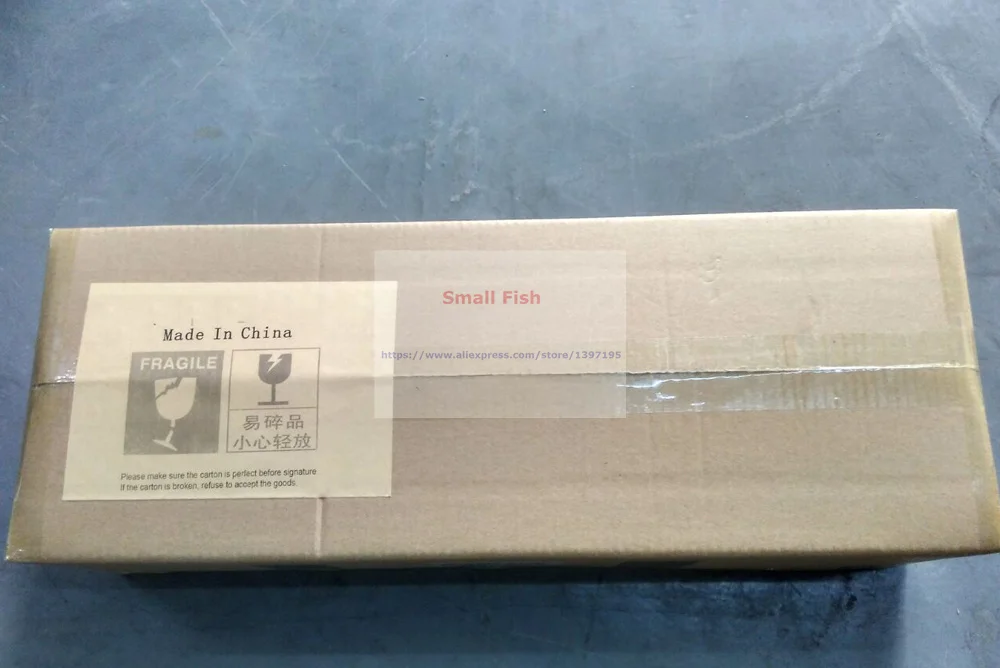 Small Fish
Made In China
https://www.aliexpress.com/store/1397195
FRAGILE
易碎品
小心轻放
Please make sure the carton is perfect before signature
If the carton is broken, refuse to accept the goods.